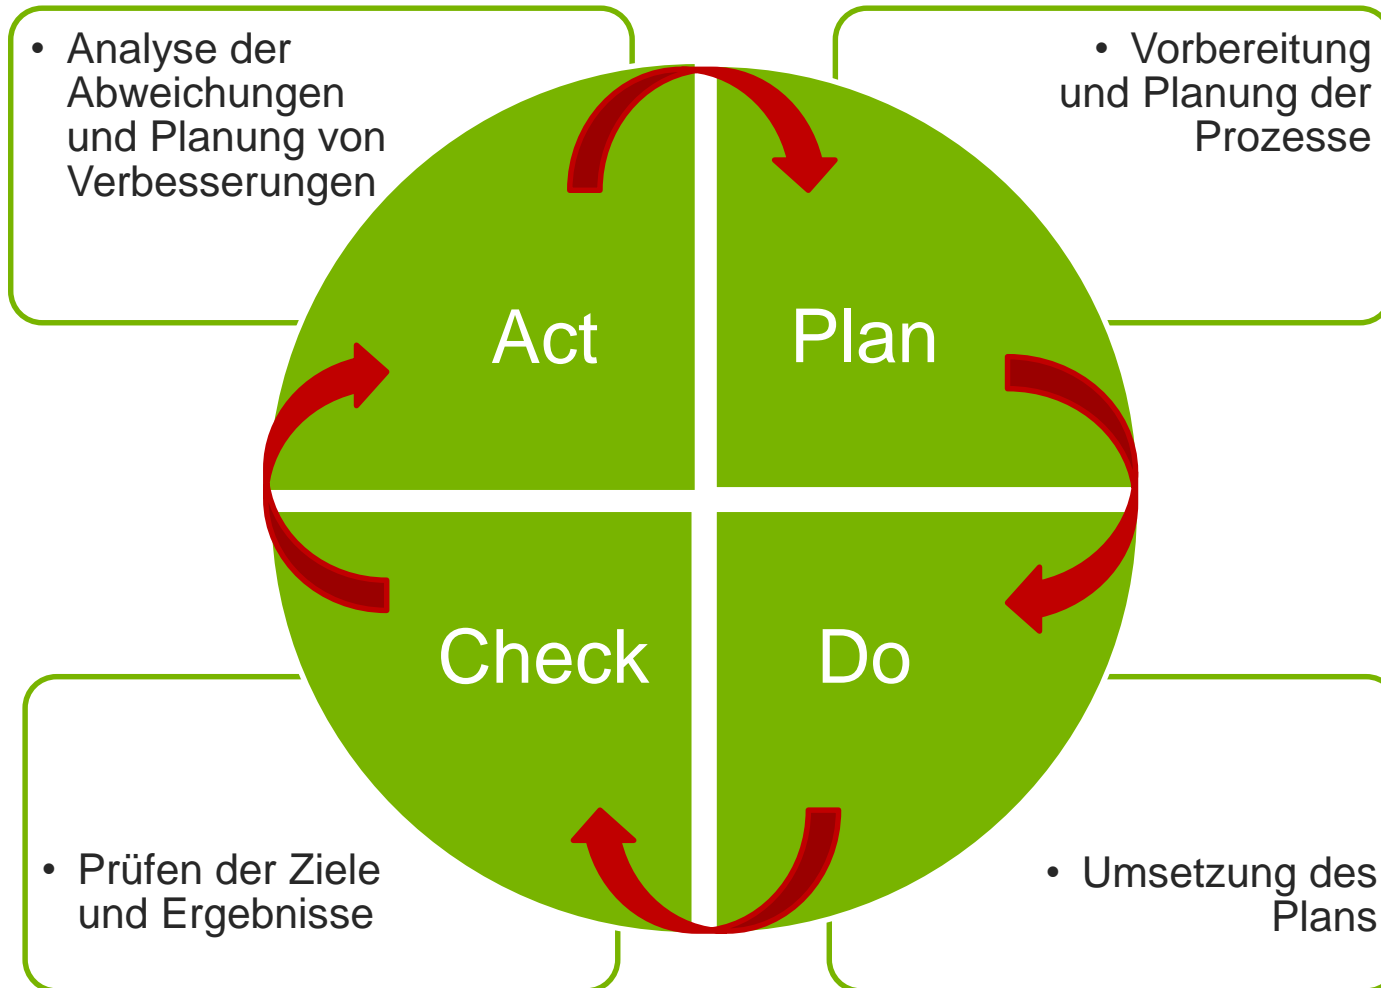 • Analyse der
Abweichungen
und Planung von
Verbesserungen
• Vorbereitung
und Planung der
Prozesse
Act
Plan
Check
Do
• Prüfen der Ziele
und Ergebnisse
• Umsetzung des
Plans